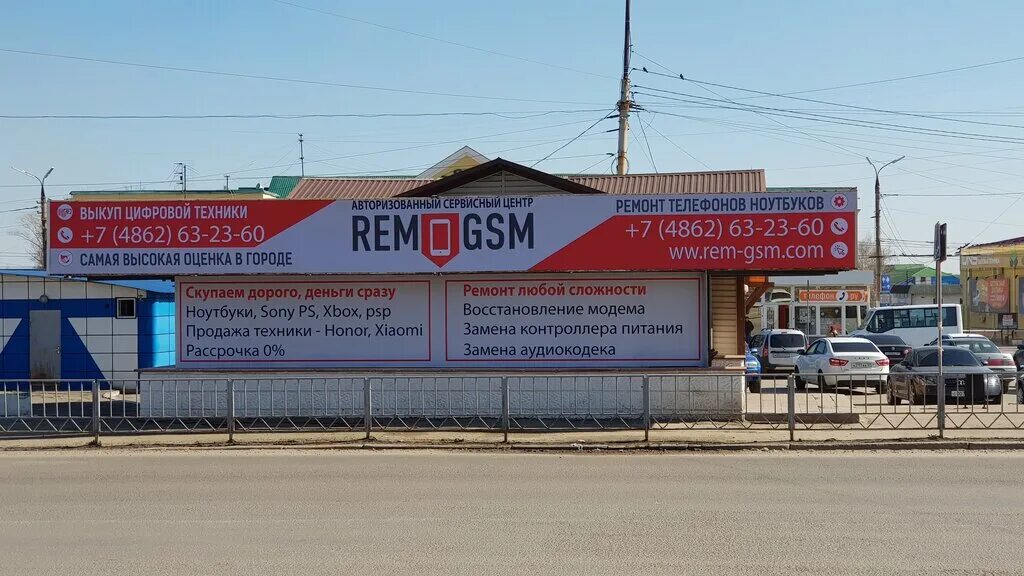 ВЫКУП ЦИФРОВОЙ ТЕХНИКИ
+7 (4862) 63-23-60
САМАЯ ВЫСОКАЯ ОЦЕНКА В ГОРОДЕ
АВТОРИЗОВАННЫЙ СЕРВИСНЫЙ ЦЕНТР
REM GSM
РЕМОНТ ТЕЛЕФОНОВ НОУТБУКОВ
+7 (4862) 63-23-60
www.rem-gsm.com
Скупаем дорого, деньги сразу
Ноутбуки, Sony PS, Xbox, psp
Продажа техники - Honor, Xiaomi
Рассрочка 0%
Ремонт любой сложности
Восстановление модема
Замена контроллера питания
Замена аудиокодека
телефон.ру